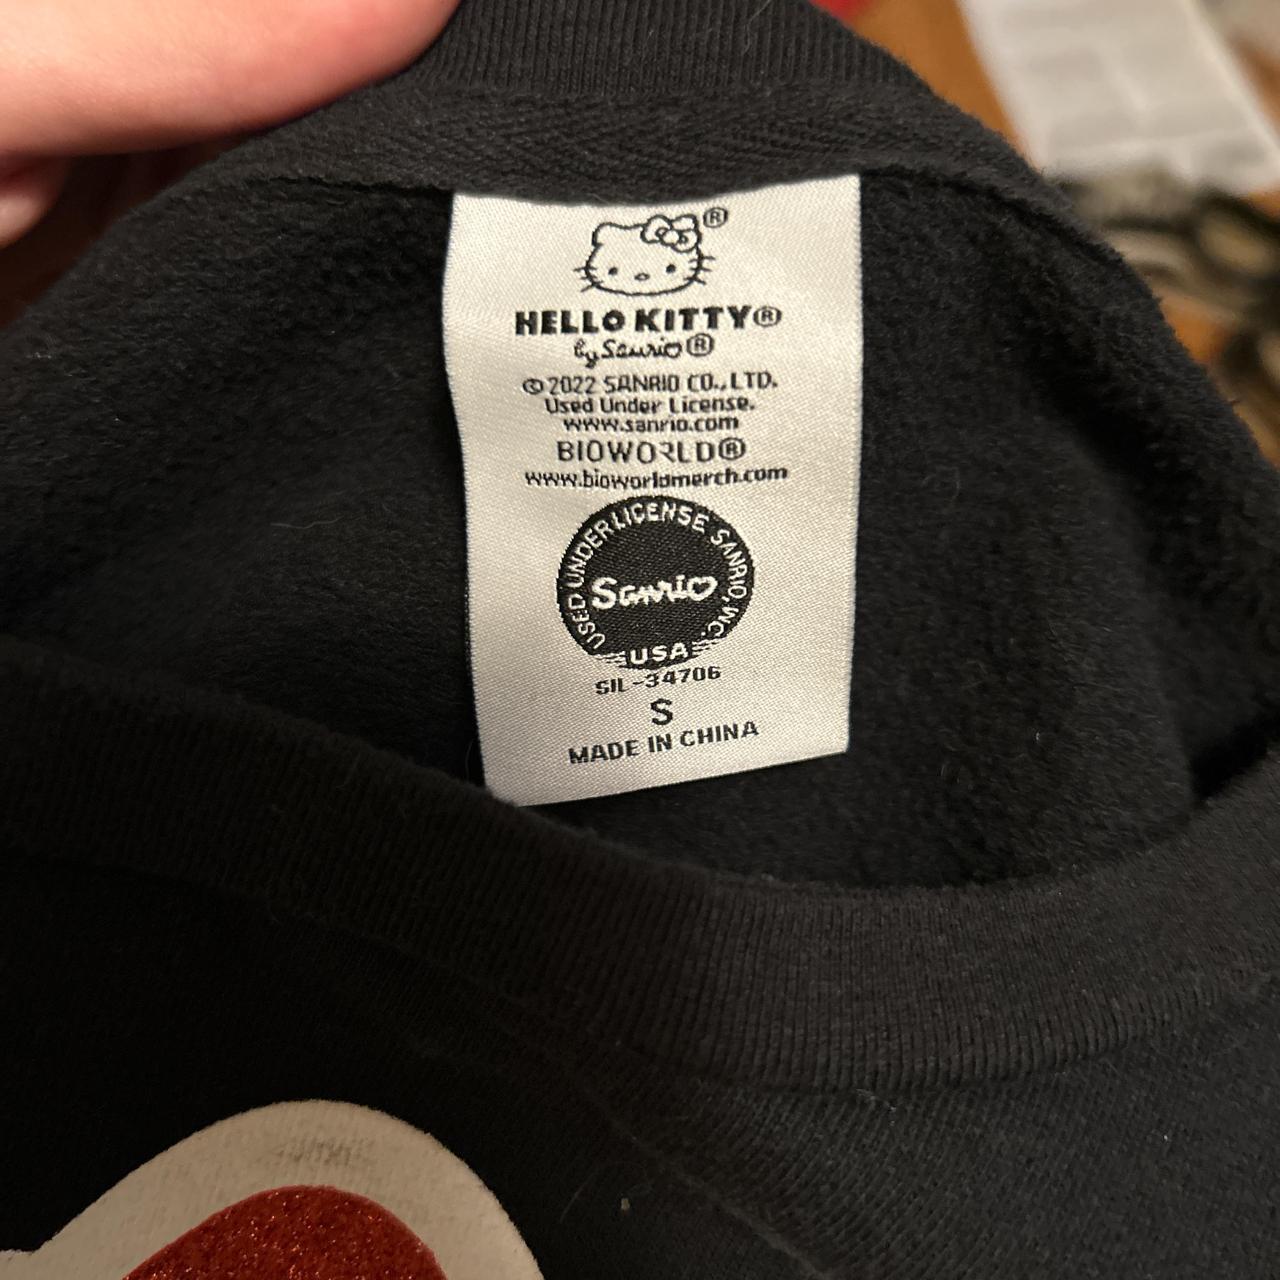 ®
HELLO KITTY®
by Sanrio®
© 2022 SANRIO CO., LTD.
Used Under License.
www.sanrio.com
BIOWORLD®
www.bioworldmerch.com
USED UNDER LICENSE SANRIO, INC.
Sanrio
USA
SIL-34706
S
MADE IN CHINA